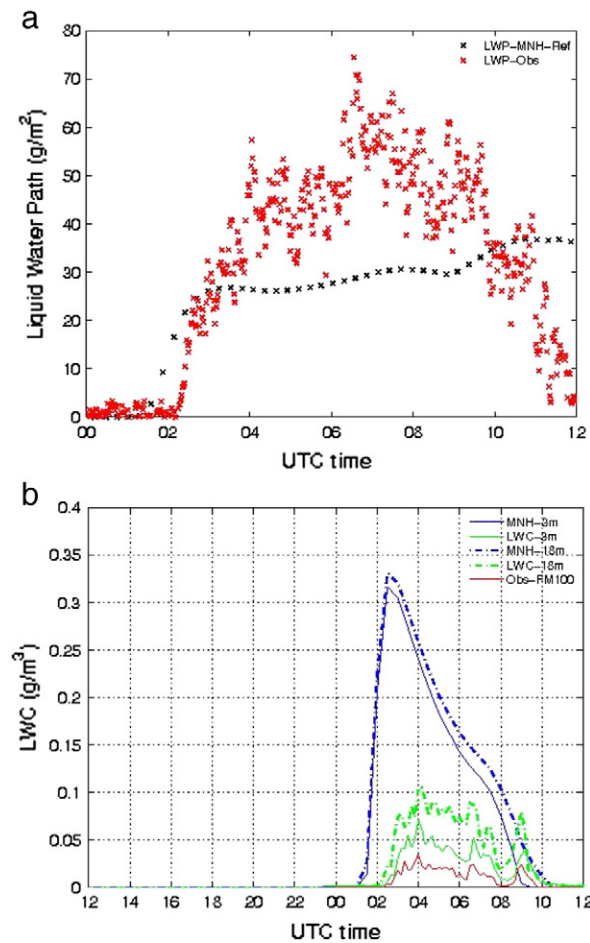 a
80
70
60
50
40
30
20
10
0
Liquid Water Path (g/m²)
LWP-MNH-Ref
LWP-Obs
00 02 04 06 08 10 12
UTC time
b
0.4
0.35
0.3
0.25
0.2
0.15
0.1
0.05
0
LWC (g/m³)
MNH-3m
LWC-3m
MNH-18m
LWC-18m
Obs-FM100
12 14 16 18 20 22 00 02 04 06 08 10 12
UTC time